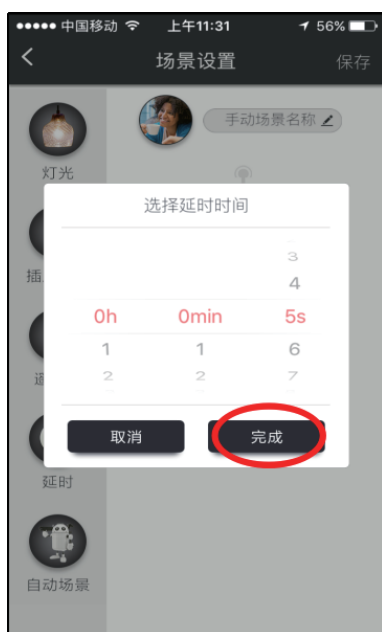 中国移动 上午11:31 56%
场景设置 保存
手动场景名称
灯光
选择延时时间
3
4
0h 0min 5s
1 1 6
2 2 7
插
取消 完成
延时
自动场景